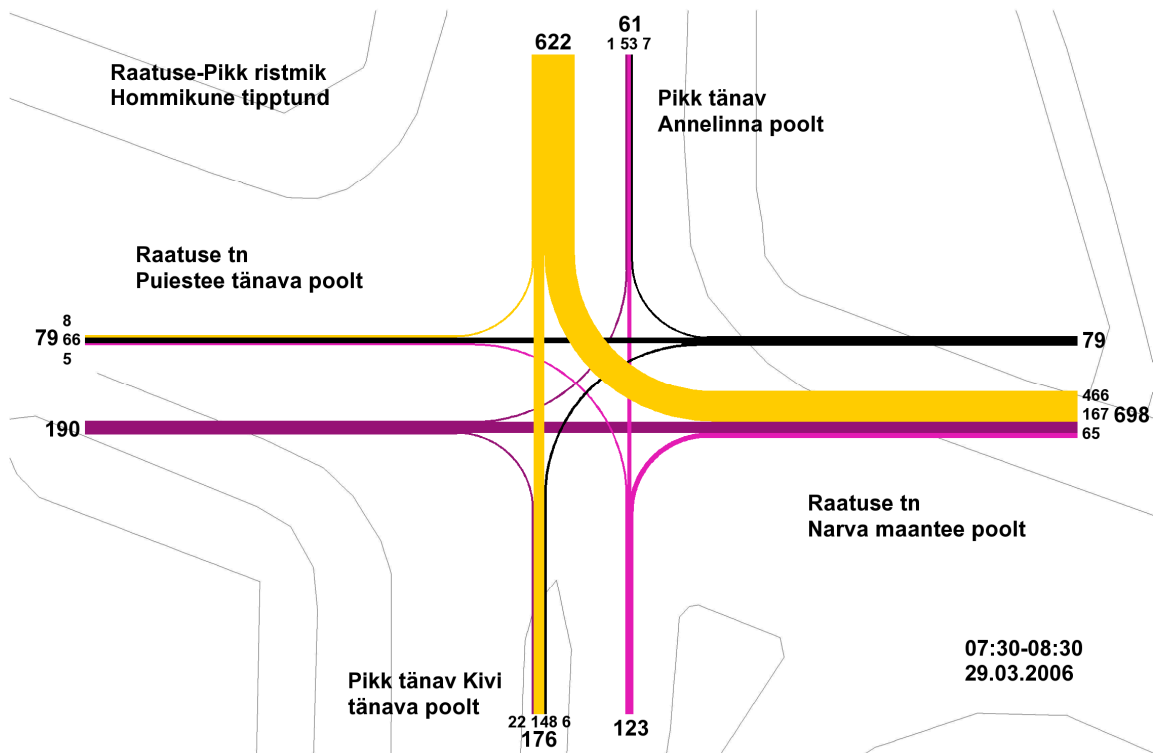 61
622
1 53 7
Raatuse-Pikk ristmik
Hommikune tipptund
Pikk tänav
Annelinna poolt
Raatuse tn
Puiestee tänava poolt
8
79 66
5
79
466
167 698
65
190
Raatuse tn
Narva maantee poolt
07:30-08:30
29.03.2006
Pikk tänav Kivi
tänava poolt
22 148 6
176
123